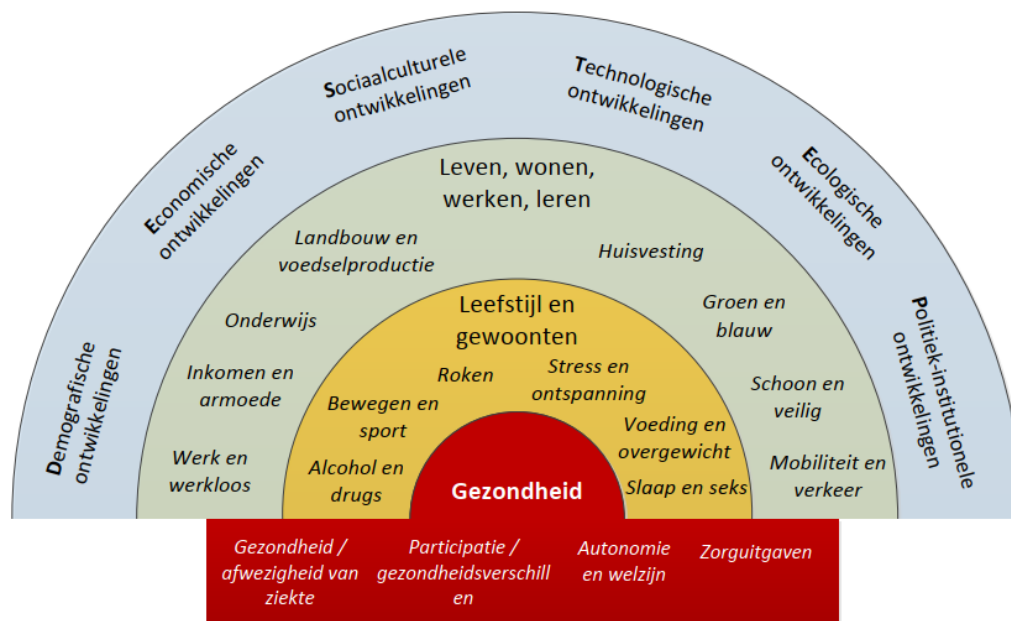 Demografische
ontwikkelingen
Economische
ontwikkelingen
Sociaalculturele
ontwikkelingen
Technologische
ontwikkelingen
Ecologische
ontwikkelingen
Politiek-institutionele
ontwikkelingen
Leven, wonen,
werken, leren
Werk en
werkloos
Inkomen en
armoede
Onderwijs
Landbouw en
voedselproductie
Huisvesting
Groen en
blauw
Schoon en
veilig
Mobiliteit en
verkeer
Leefstijl en
gewoonten
Alcohol en
drugs
Bewegen en
sport
Roken
Stress en
ontspanning
Voeding en
overgewicht
Slaap en seks
Gezondheid
Gezondheid /
afwezigheid van
ziekte
Participatie /
gezondheidsverschill
en
Autonomie
en welzijn
Zorguitgaven